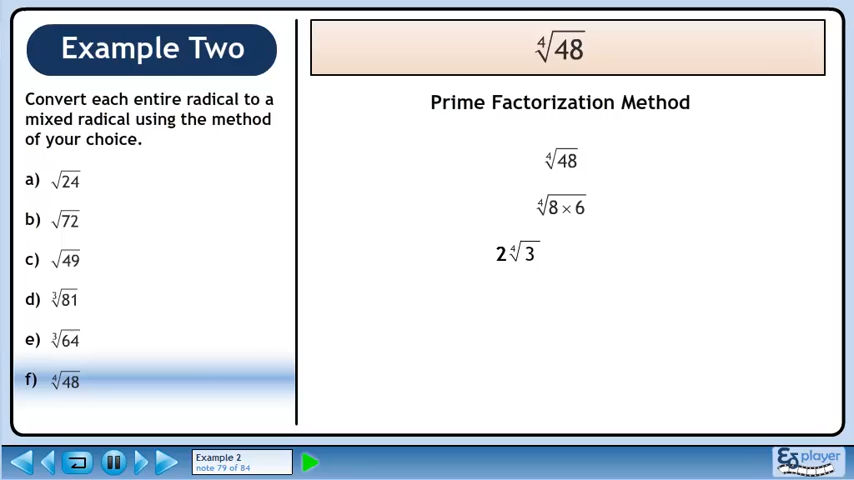 Example Two
Convert each entire radical to a
mixed radical using the method
of your choice.
a) √24
b) √72
c) √49
d) ∛81
e) ∛64
f) ∜48
∜48
Prime Factorization Method
∜48
∜8 × 6
2∜3
Example 2
note 79 of 84
player